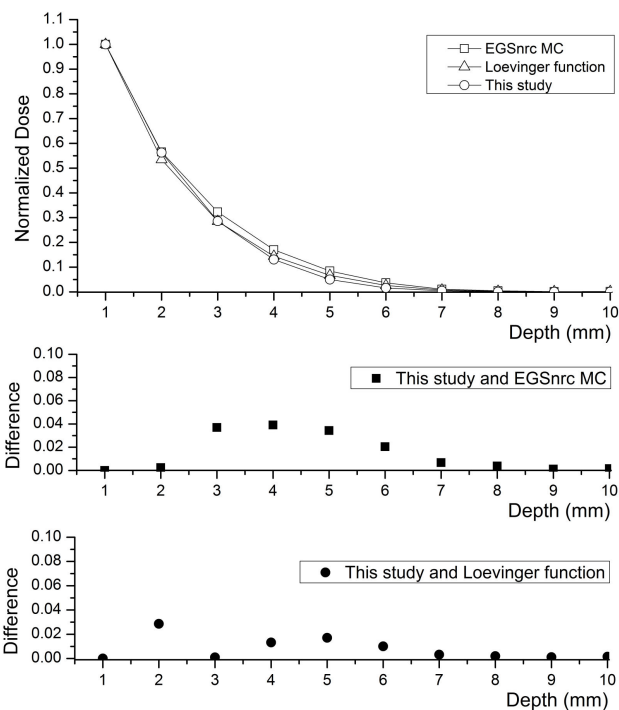 1.1
1.0
0.9
0.8
0.7
0.6
0.5
0.4
0.3
0.2
0.1
0.0
Normalized Dose
EGSnrc MC
Loevinger function
This study
1 2 3 4 5 6 7 8 9 10
Depth (mm)
0.10
0.08
0.06
0.04
0.02
0.00
Difference
This study and EGSnrc MC
1 2 3 4 5 6 7 8 9 10
Depth (mm)
0.10
0.08
0.06
0.04
0.02
0.00
Difference
This study and Loevinger function
1 2 3 4 5 6 7 8 9 10
Depth (mm)